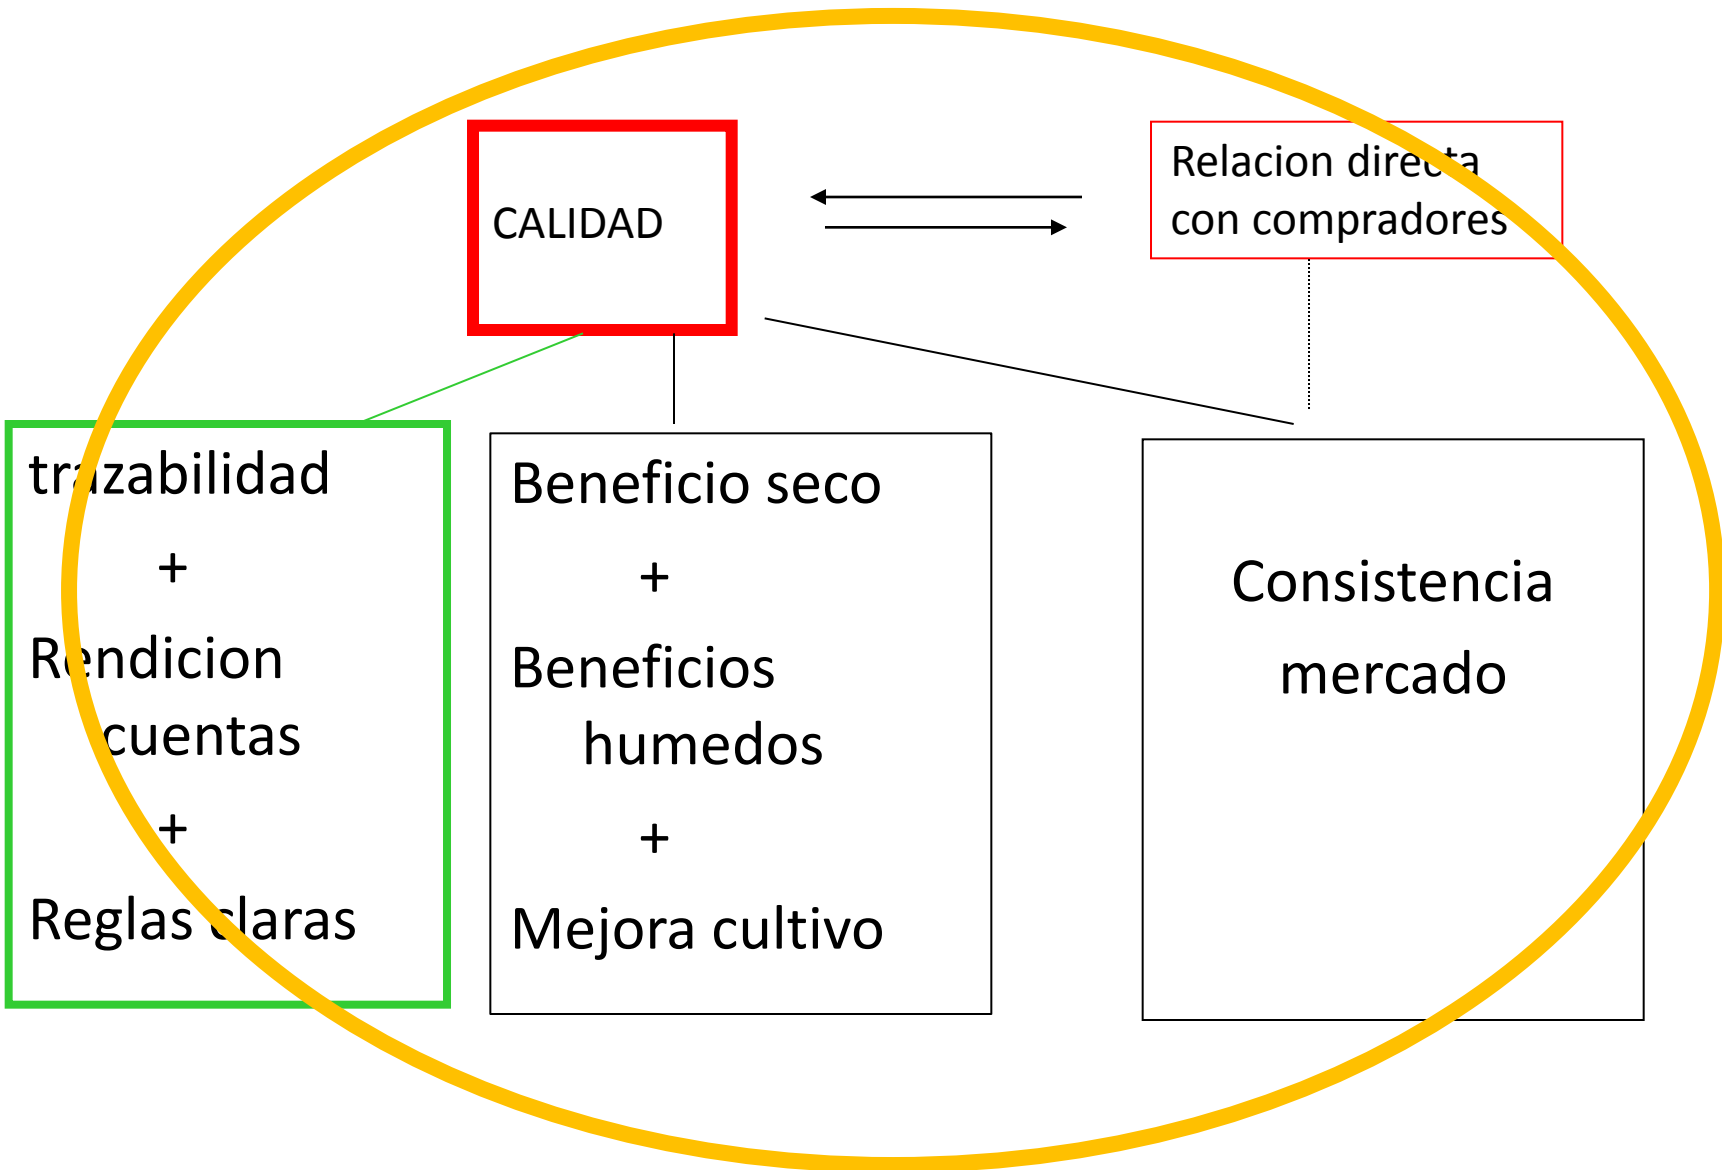 CALIDAD
Relacion directa
con compradores
trazabilidad
+
Rendicion
cuentas
+
Reglas claras
Beneficio seco
+
Beneficios
humedos
+
Mejora cultivo
Consistencia
mercado